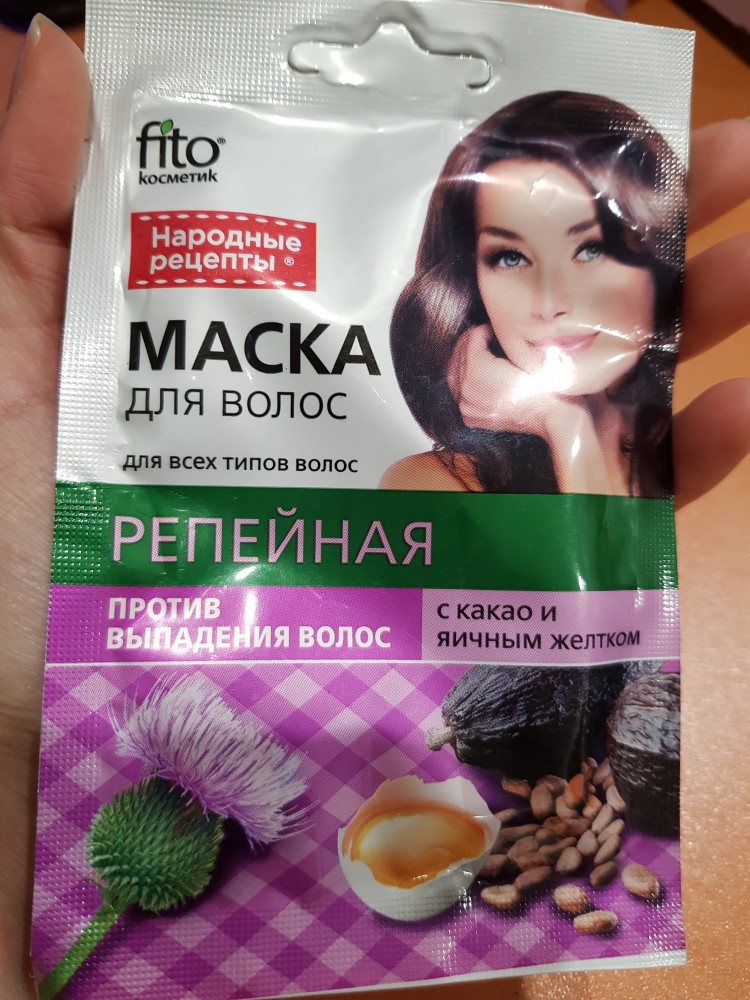 fito®
косметик
Народные
рецепты®
МАСКА
для волос
для всех типов волос
РЕПЕЙНАЯ
ПРОТИВ
ВЫПАДЕНИЯ ВОЛОС
с какао и
яичным желтком